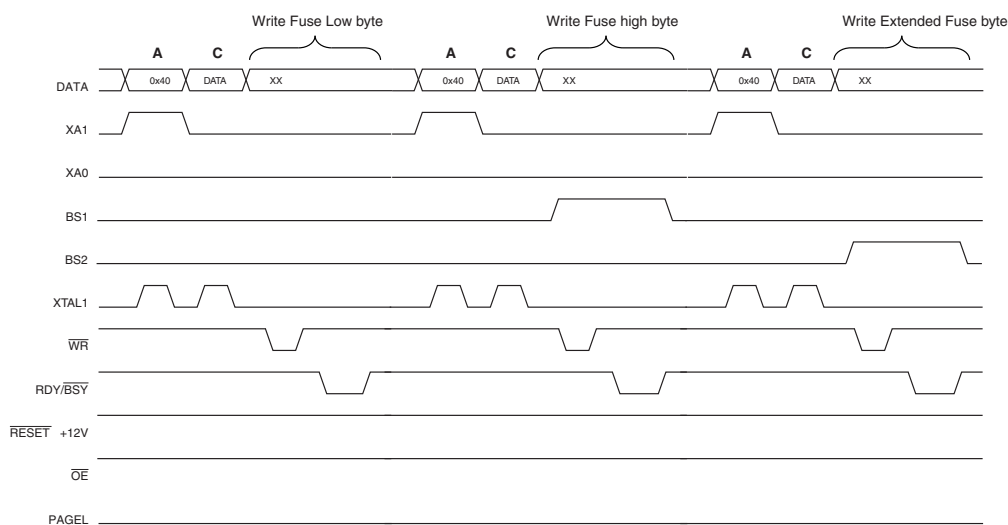 Write Fuse Low byte Write Fuse high byte Write Extended Fuse byte
A C A C A C
DATA 0x40 DATA XX 0x40 DATA XX 0x40 DATA XX
XA1
XA0
BS1
BS2
XTAL1
WR
RDY/BSY
RESET +12V
OE
PAGEL